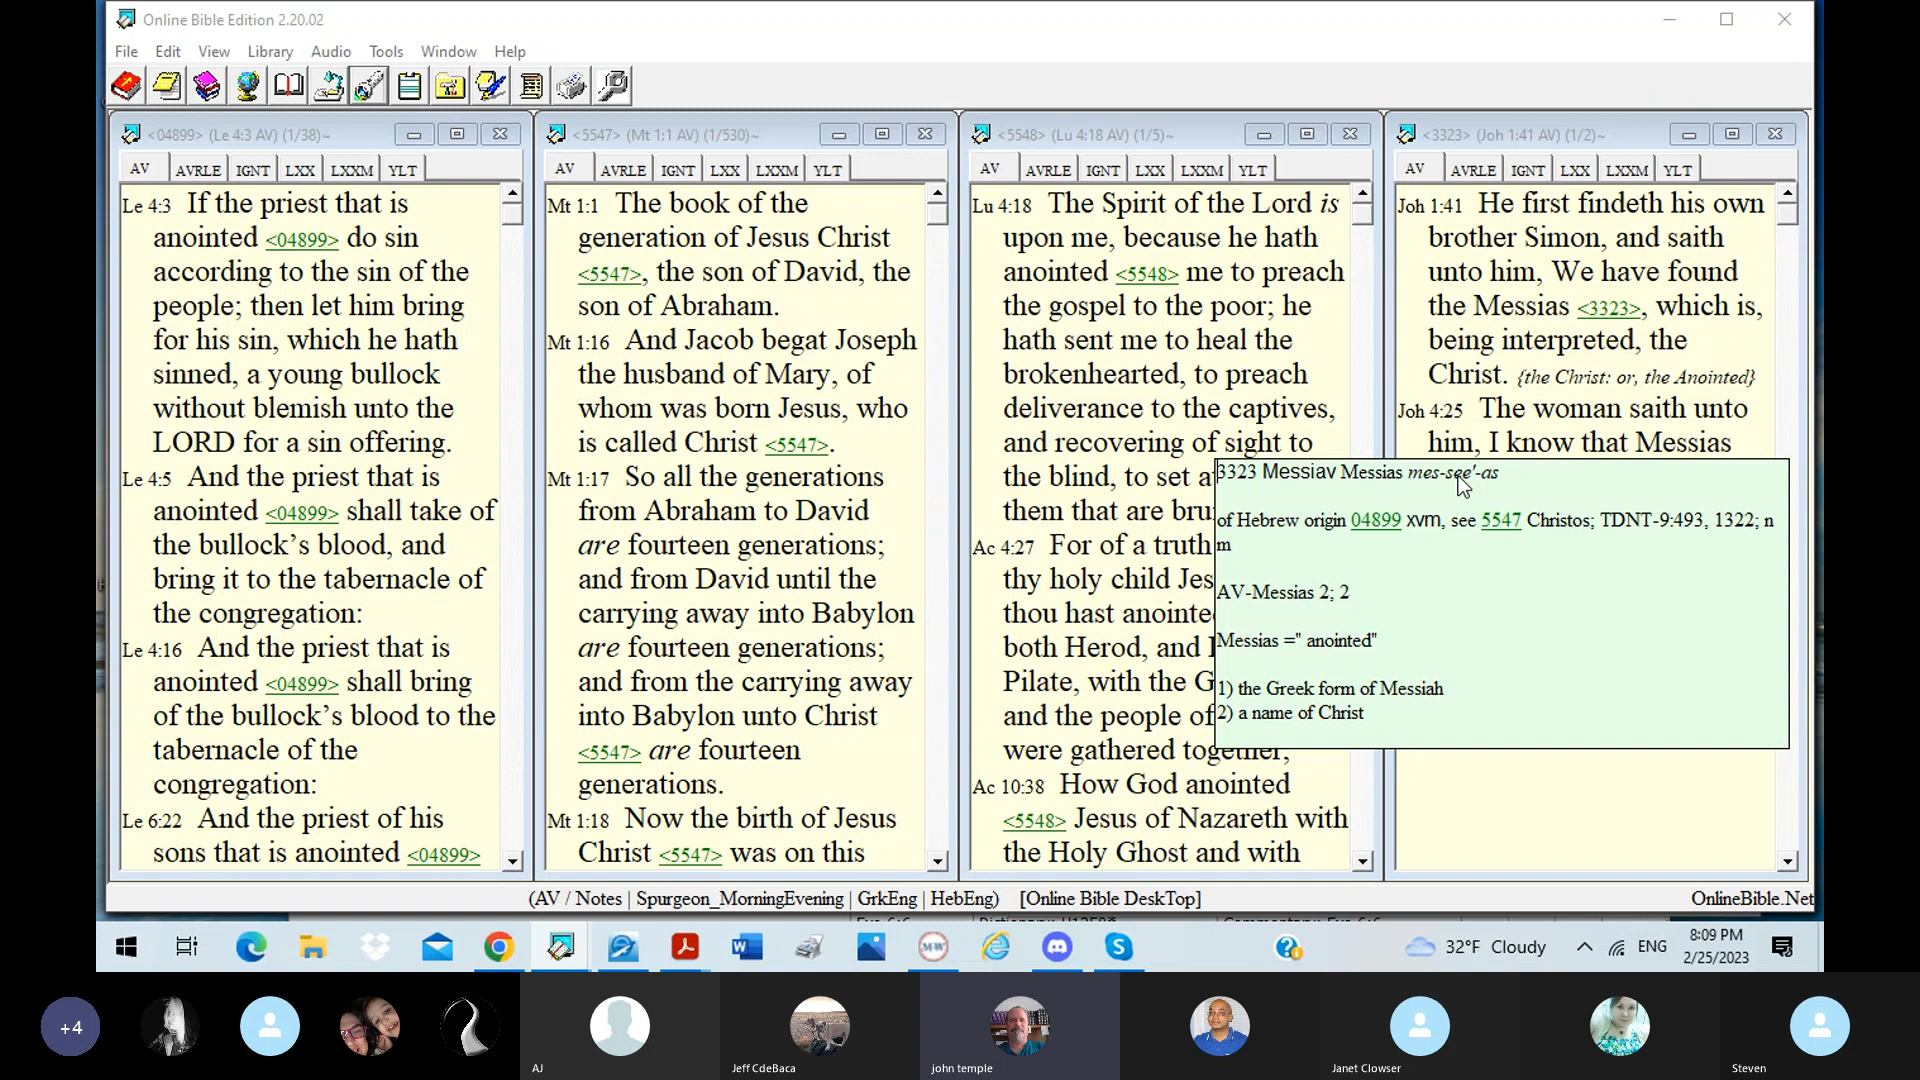 Online Bible Edition 2.20.02
File Edit View Library Audio Tools Window Help
<04899> (Le 4:3 AV) (1/38)~
AV AVRLE IGNT LXX LXXM YLT
Le 4:3 If the priest that is
anointed <04899> do sin
according to the sin of the
people; then let him bring
for his sin, which he hath
sinned, a young bullock
without blemish unto the
LORD for a sin offering.
Le 4:5 And the priest that is
anointed <04899> shall take of
the bullock’s blood, and
bring it to the tabernacle of
the congregation:
Le 4:16 And the priest that is
anointed <04899> shall bring
of the bullock’s blood to the
tabernacle of the
congregation:
Le 6:22 And the priest of his
sons that is anointed <04899>
<5547> (Mt 1:1 AV) (1/530)~
AV AVRLE IGNT LXX LXXM YLT
Mt 1:1 The book of the
generation of Jesus Christ
<5547>, the son of David, the
son of Abraham.
Mt 1:16 And Jacob begat Joseph
the husband of Mary, of
whom was born Jesus, who
is called Christ <5547>.
Mt 1:17 So all the generations
from Abraham to David
are fourteen generations;
and from David until the
carrying away into Babylon
are fourteen generations;
and from the carrying away
into Babylon unto Christ
<5547> are fourteen
generations.
Mt 1:18 Now the birth of Jesus
Christ <5547> was on this
<5548> (Lu 4:18 AV) (1/5)~
AV AVRLE IGNT LXX LXXM YLT
Lu 4:18 The Spirit of the Lord is
upon me, because he hath
anointed <5548> me to preach
the gospel to the poor; he
hath sent me to heal the
brokenhearted, to preach
deliverance to the captives,
and recovering of sight to
the blind, to set a
them that are bru
Ac 4:27 For of a truth
thy holy child Jes
thou hast anointe
both Herod, and
Pilate, with the G
and the people of
were gathered together,
Ac 10:38 How God anointed
<5548> Jesus of Nazareth with
the Holy Ghost and with
<3323> (Joh 1:41 AV) (1/2)~
AV AVRLE IGNT LXX LXXM YLT
Joh 1:41 He first findeth his own
brother Simon, and saith
unto him, We have found
the Messias <3323>, which is,
being interpreted, the
Christ. {the Christ: or, the Anointed}
Joh 4:25 The woman saith unto
him, I know that Messias
3323 Messiav Messias mes-see'-as
of Hebrew origin 04899 xvm, see 5547 Christos; TDNT-9:493, 1322; n
m
AV-Messias 2; 2
Messias =" anointed"
1) the Greek form of Messiah
2) a name of Christ
(AV / Notes | Spurgeon_MorningEvening | GrkEng | HebEng) [Online Bible DeskTop]
OnlineBible.Net
32°F Cloudy
ENG
8:09 PM
2/25/2023
+4
AJ
Jeff CdeBaca
john temple
Janet Clowser
Steven